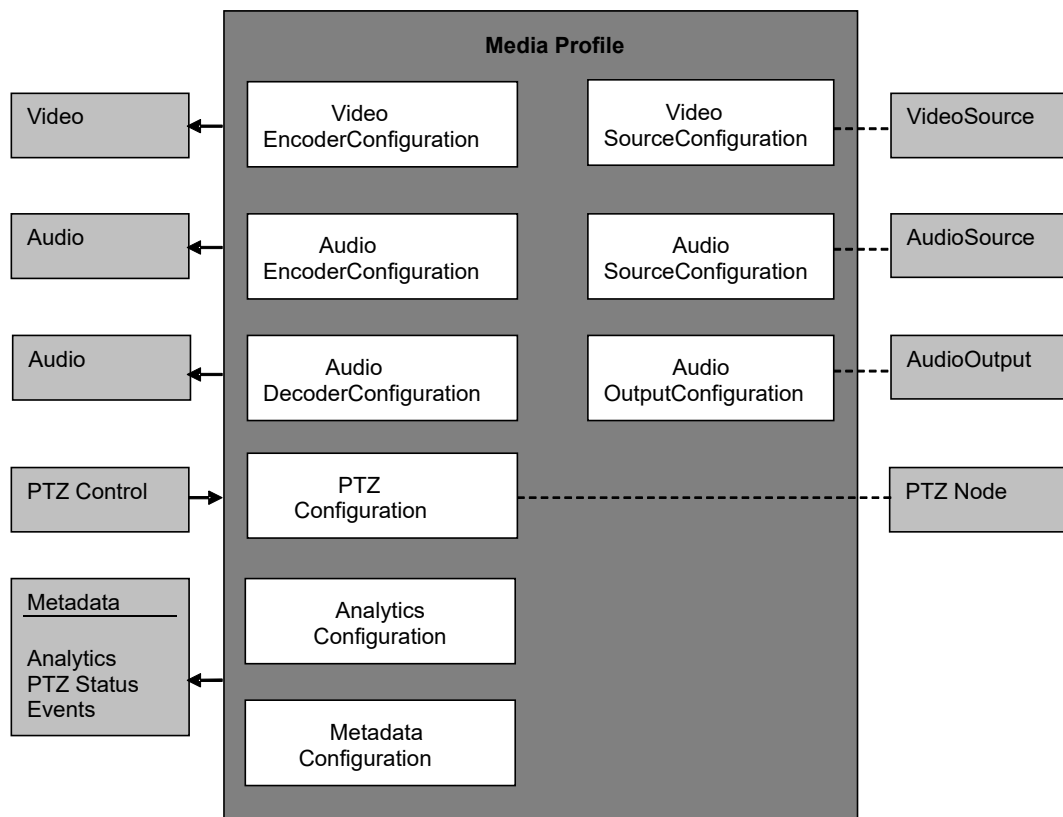 Media Profile
Video
Video
EncoderConfiguration
Video
SourceConfiguration
VideoSource
Audio
Audio
EncoderConfiguration
Audio
SourceConfiguration
AudioSource
Audio
Audio
DecoderConfiguration
Audio
OutputConfiguration
AudioOutput
PTZ Control
PTZ
Configuration
PTZ Node
Metadata
Analytics
PTZ Status
Events
Analytics
Configuration
Metadata
Configuration